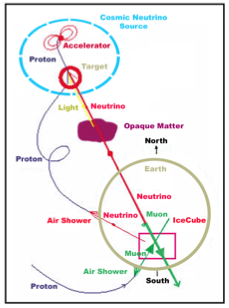 Cosmic Neutrino
Source
Accelerator
Proton
Target
Light
Neutrino
Opaque Matter
North
Proton
Earth
Neutrino
Air Shower
Neutrino
Muon
IceCube
Muon
Air Shower
South
Proton